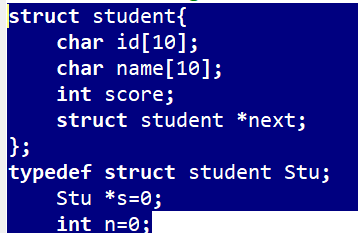 struct student{
    char id[10];
    char name[10];
    int score;
    struct student *next;
};
typedef struct student Stu;
    Stu *s=0;
    int n=0;